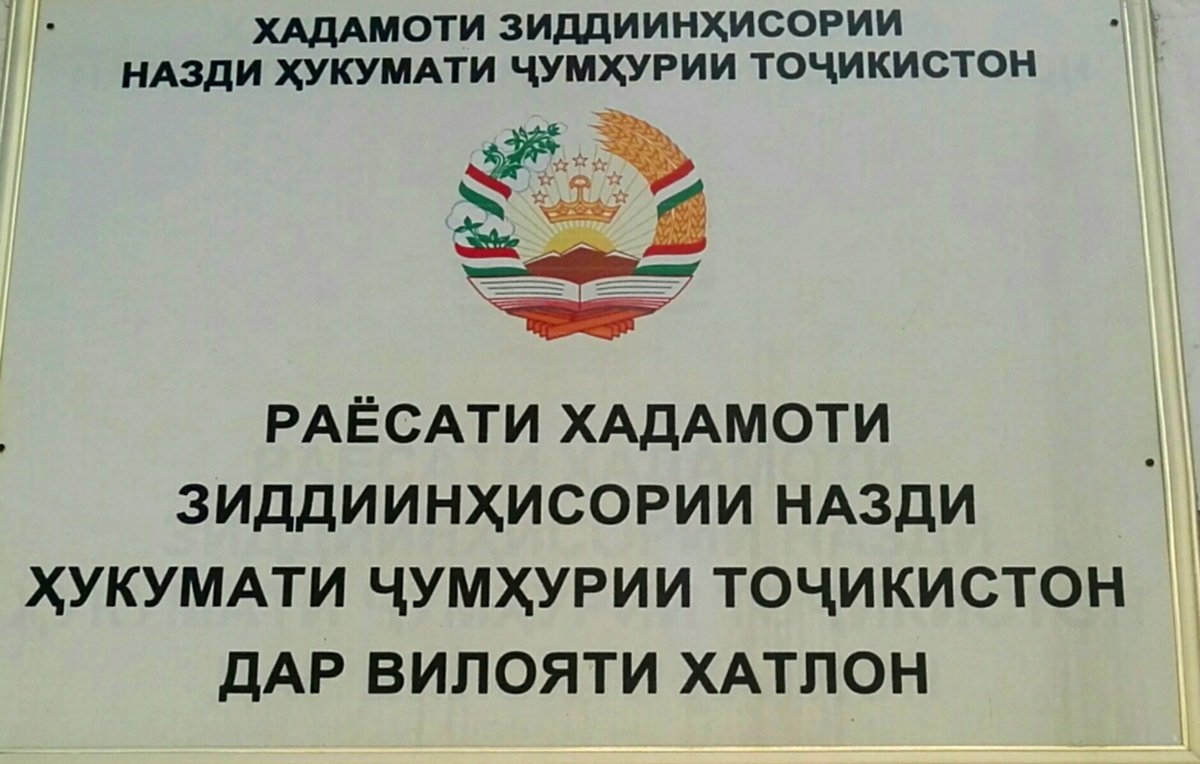 ХАДАМОТИ ЗИДДИИНҲИСОРИИ
НАЗДИ ҲУКУМАТИ ҶУМҲУРИИ ТОҶИКИСТОН
РАЁСАТИ ХАДАМОТИ
ЗИДДИИНҲИСОРИИ НАЗДИ
ҲУКУМАТИ ҶУМҲУРИИ ТОҶИКИСТОН
ДАР ВИЛОЯТИ ХАТЛОН